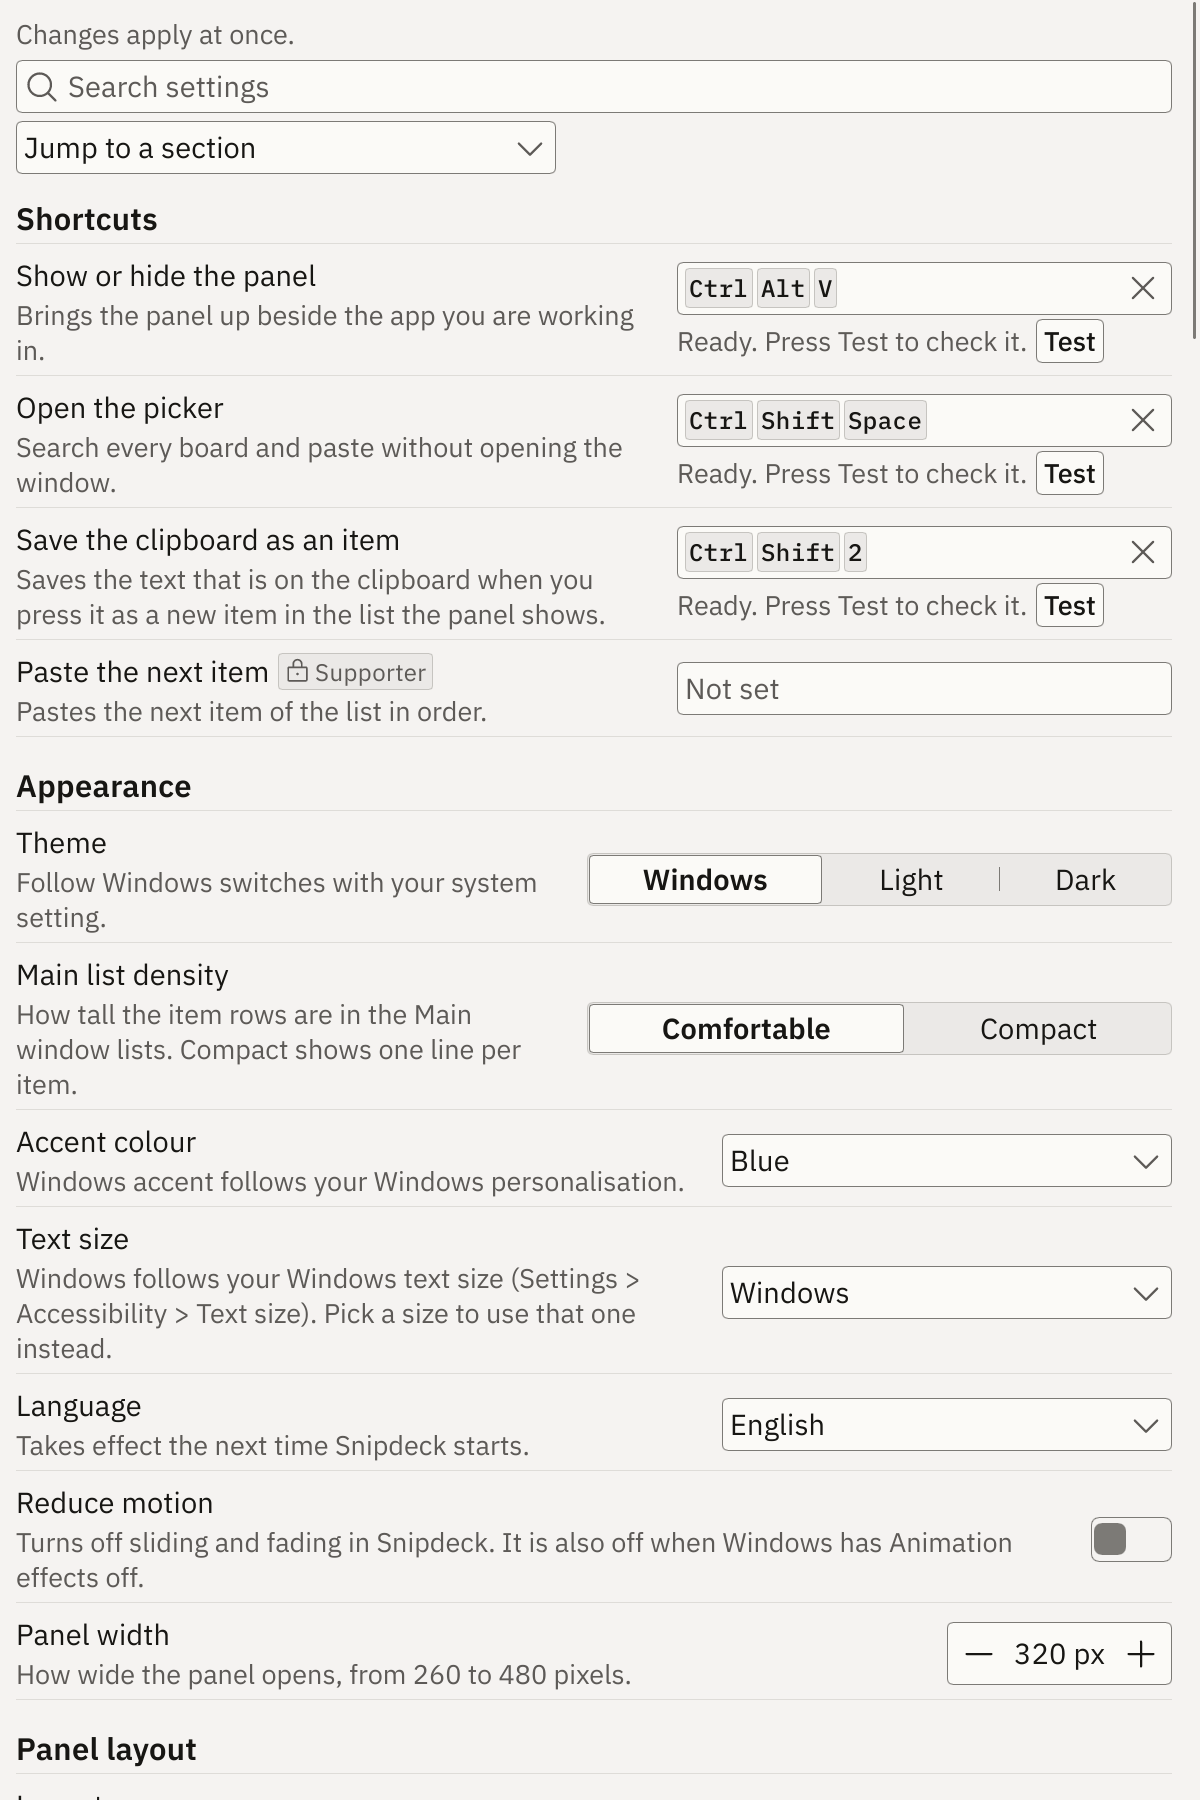 Changes apply at once.
Search settings
Jump to a section
Shortcuts
Show or hide the panel
Brings the panel up beside the app you are working
in.
Ctrl Alt V
Ready. Press Test to check it. Test
Open the picker
Search every board and paste without opening the
window.
Ctrl Shift Space
Ready. Press Test to check it. Test
Save the clipboard as an item
Saves the text that is on the clipboard when you
press it as a new item in the list the panel shows.
Ctrl Shift 2
Ready. Press Test to check it. Test
Paste the next item Supporter
Pastes the next item of the list in order.
Not set
Appearance
Theme
Follow Windows switches with your system
setting.
Windows Light Dark
Main list density
How tall the item rows are in the Main
window lists. Compact shows one line per
item.
Comfortable Compact
Accent colour
Windows accent follows your Windows personalisation.
Blue
Text size
Windows follows your Windows text size (Settings >
Accessibility > Text size). Pick a size to use that one
instead.
Windows
Language
Takes effect the next time Snipdeck starts.
English
Reduce motion
Turns off sliding and fading in Snipdeck. It is also off when Windows has Animation
effects off.
Panel width
How wide the panel opens, from 260 to 480 pixels.
320 px
Panel layout